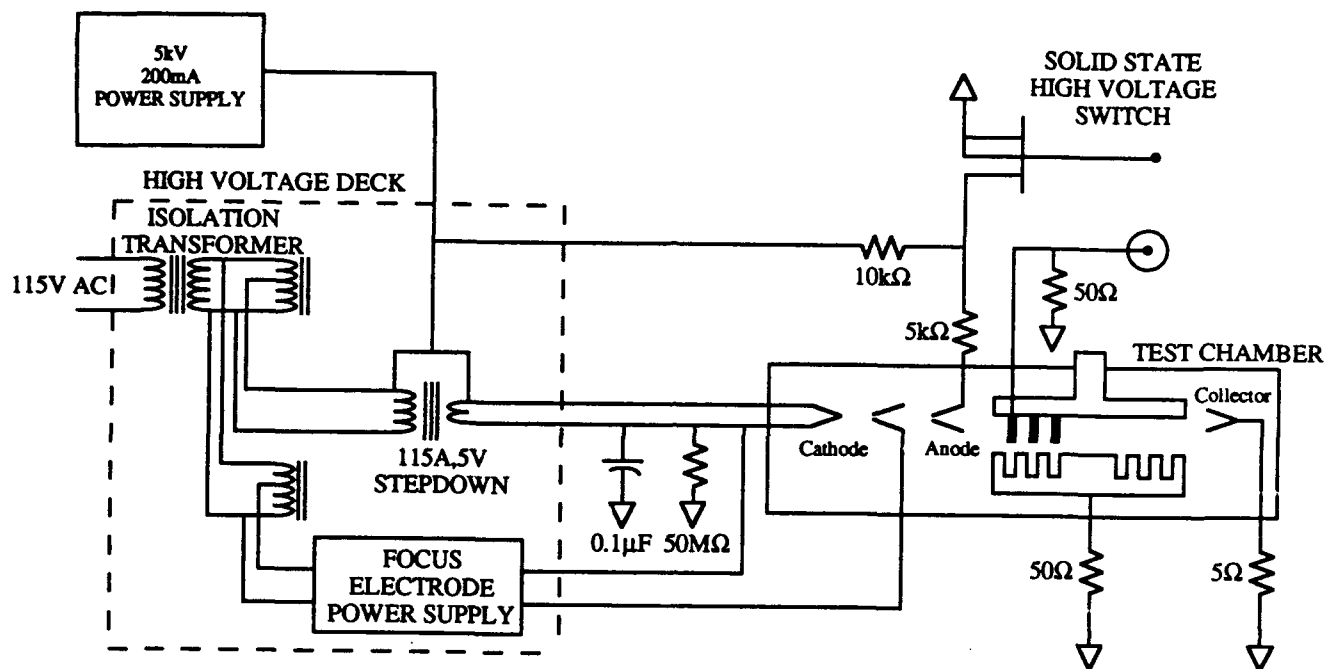 5kV
200mA
POWER SUPPLY
SOLID STATE
HIGH VOLTAGE
SWITCH
HIGH VOLTAGE DECK
ISOLATION
TRANSFORMER
115V AC
10kΩ
50Ω
5kΩ
TEST CHAMBER
Collector
Cathode
Anode
115A,5V
STEPDOWN
0.1μF
50MΩ
FOCUS
ELECTRODE
POWER SUPPLY
50Ω
5Ω